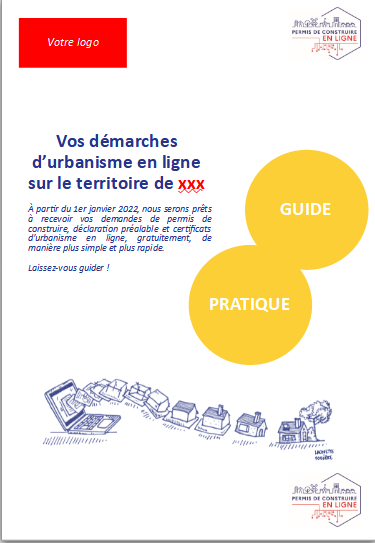 Votre logo
PERMIS DE CONSTRUIRE
EN LIGNE
Vos démarches
d'urbanisme en ligne
sur le territoire de xxx
À partir du 1er janvier 2022, nous serons prêts
à recevoir vos demandes de permis de
construire, déclaration préalable et certificats
d'urbanisme en ligne, gratuitement, de
manière plus simple et plus rapide.
Laissez-vous guider !
GUIDE
PRATIQUE
PERMIS DE CONSTRUIRE
EN LIGNE